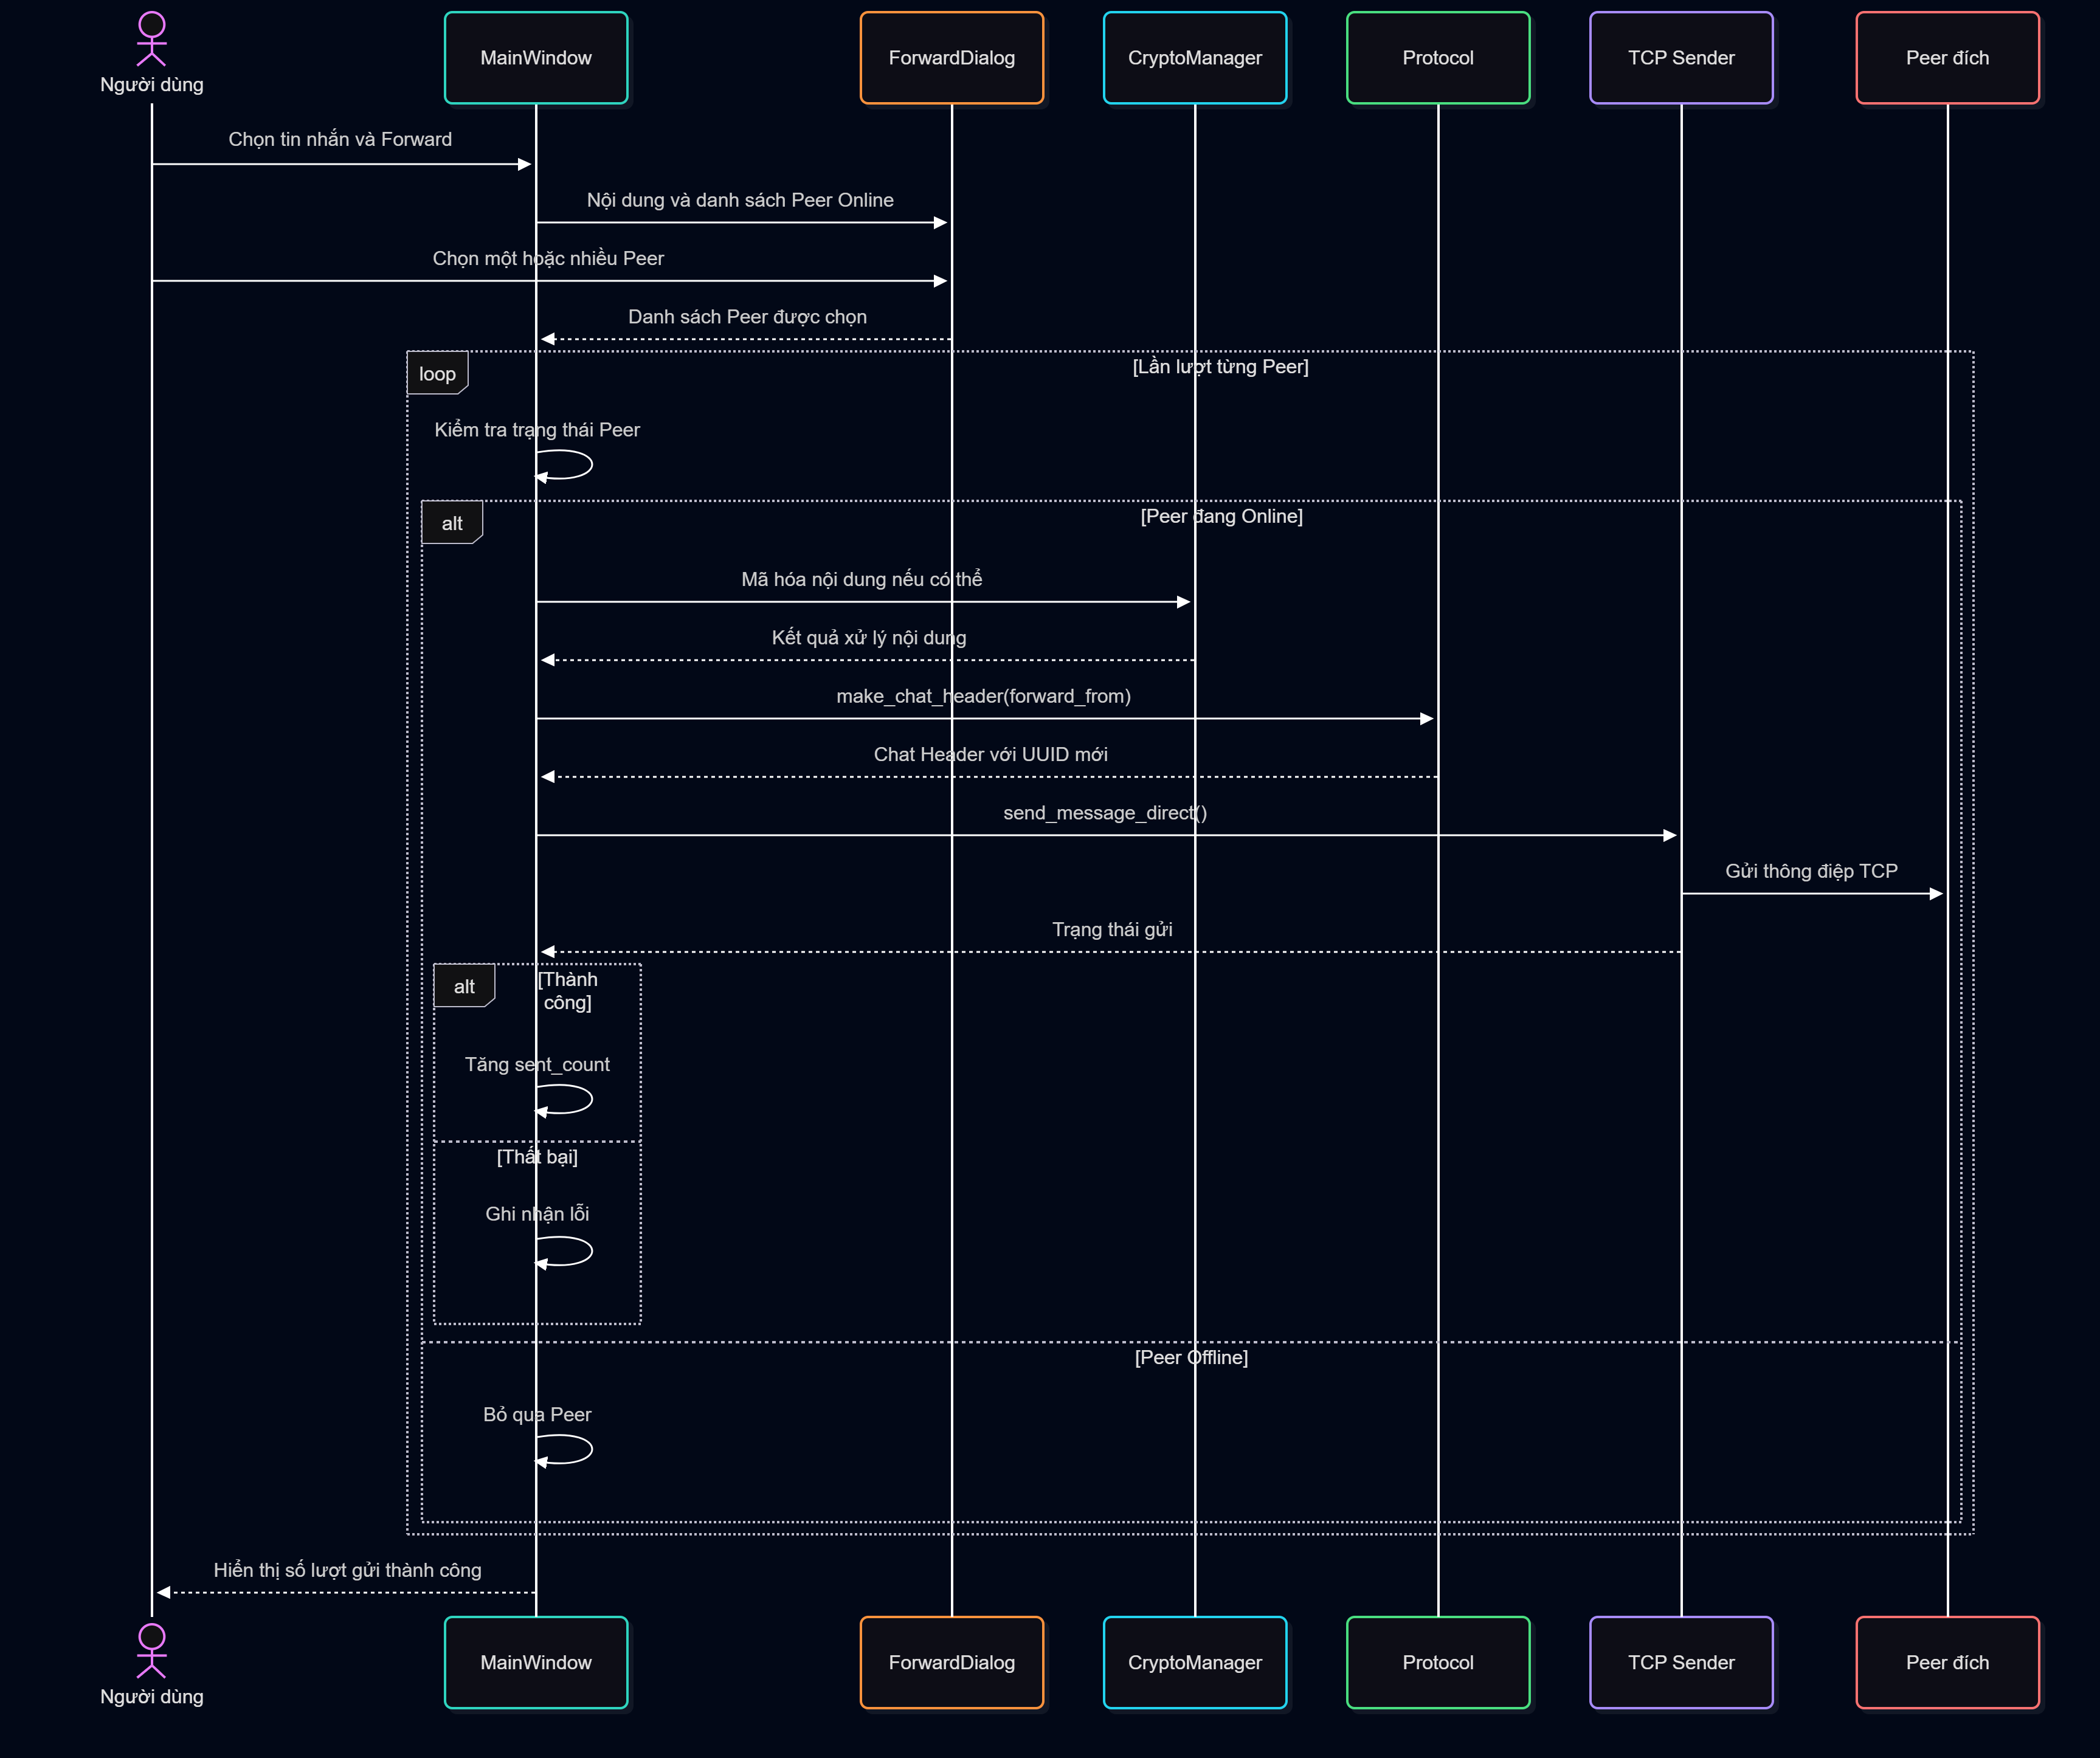 Người dùng
MainWindow
ForwardDialog
CryptoManager
Protocol
TCP Sender
Peer đích
Chọn tin nhắn và Forward
Nội dung và danh sách Peer Online
Chọn một hoặc nhiều Peer
Danh sách Peer được chọn
loop
[Lần lượt từng Peer]
Kiểm tra trạng thái Peer
alt
[Peer đang Online]
Mã hóa nội dung nếu có thể
Kết quả xử lý nội dung
make_chat_header(forward_from)
Chat Header với UUID mới
send_message_direct()
Gửi thông điệp TCP
Trạng thái gửi
alt
[Thành
công]
Tăng sent_count
[Thất bại]
Ghi nhận lỗi
[Peer Offline]
Bỏ qua Peer
Hiển thị số lượt gửi thành công
Người dùng
MainWindow
ForwardDialog
CryptoManager
Protocol
TCP Sender
Peer đích